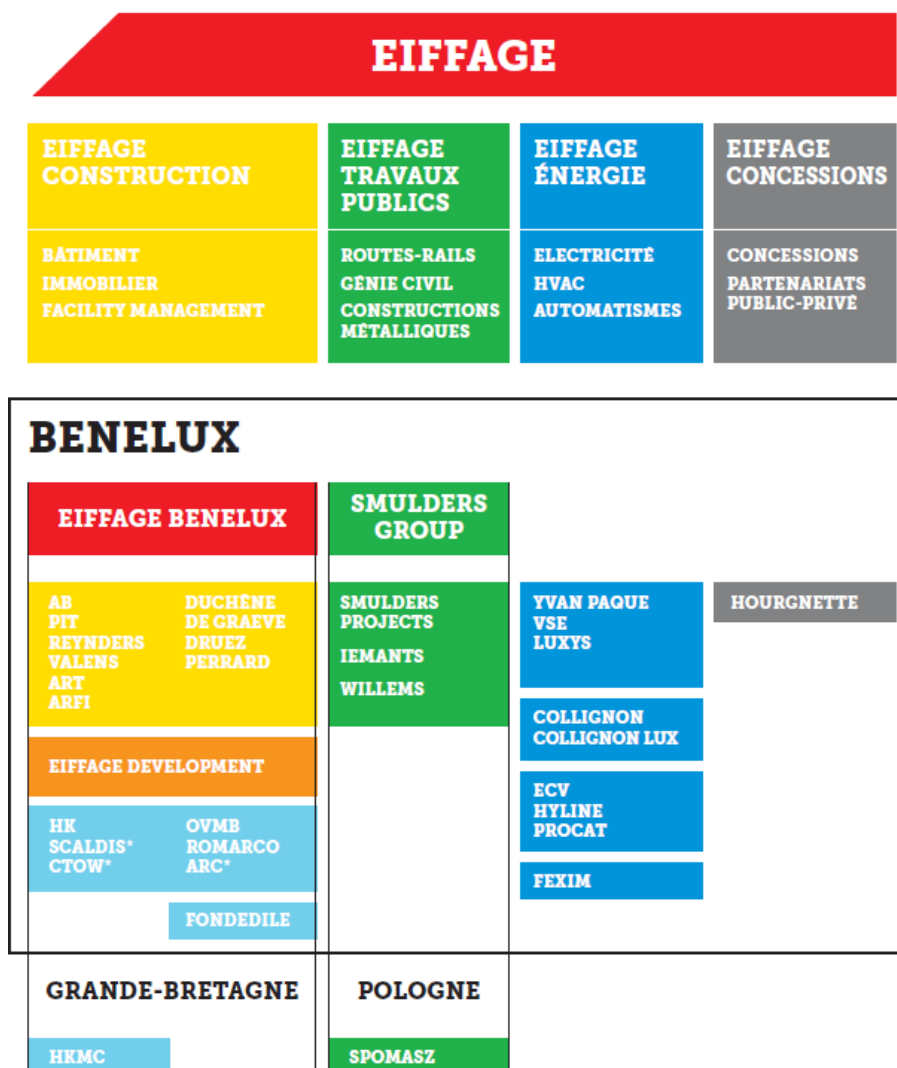 EIFFAGE
EIFFAGE
CONSTRUCTION
BÂTIMENT
IMMOBILIER
FACILITY MANAGEMENT
EIFFAGE
TRAVAUX
PUBLICS
ROUTES-RAILS
GÉNIE CIVIL
CONSTRUCTIONS
MÉTALLIQUES
EIFFAGE
ÉNERGIE
ELECTRICITÉ
HVAC
AUTOMATISMES
EIFFAGE
CONCESSIONS
CONCESSIONS
PARTENARIATS
PUBLIC-PRIVÉ
BENELUX
EIFFAGE BENELUX
AB
PIT
REYNDERS
VALENS
ART
ARFI
DUCHÊNE
DE GRAEVE
DRUEZ
PERRARD
EIFFAGE DEVELOPMENT
HK
SCALDIS*
CTOW*
OVMB
ROMARCO
ARC*
FONDEDILE
SMULDERS
GROUP
SMULDERS
PROJECTS
IEMANTS
WILLEMS
YVAN PAQUE
VSE
LUXYS
COLLIGNON
COLLIGNON LUX
ECV
HYLINE
PROCAT
FEXIM
HOURGNETTE
GRANDE-BRETAGNE
HKMC
POLOGNE
SPOMASZ